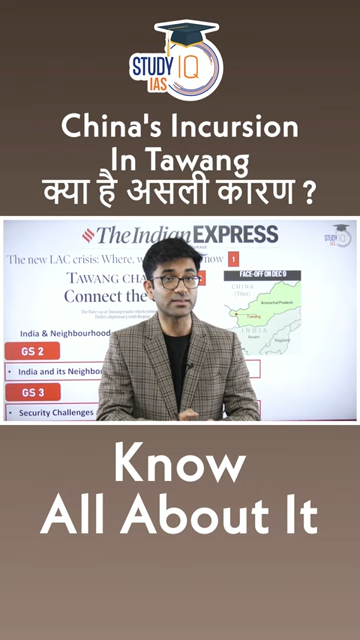 STUDY IQ
IAS
China's Incursion
In Tawang
क्या है असली कारण ?
The Indian EXPRESS
STUDY IQ
IAS
The new LAC crisis: Where, w now 1
TAWANG
Connect the
FACE-OFF ON DEC 9
CHINA
(Tibet)
Arunachal Pradesh
Tawang
INDIA
Assam
Nagaland
India & Neighbourhood
GS 2
• India and its
GS 3
• Security Challenges
Know
All About It